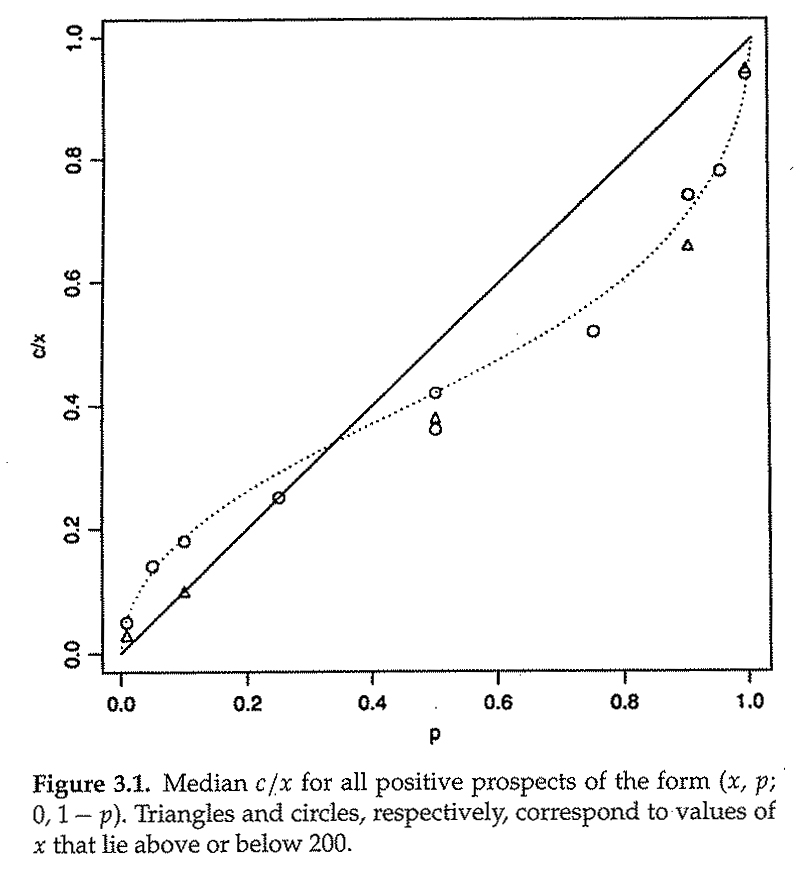 1.0
0.8
0.6
c/x
0.4
0.2
0.0
0.0 0.2 0.4 0.6 0.8 1.0
p
Figure 3.1. Median c/x for all positive prospects of the form (x, p;
0, 1 – p). Triangles and circles, respectively, correspond to values of
x that lie above or below 200.